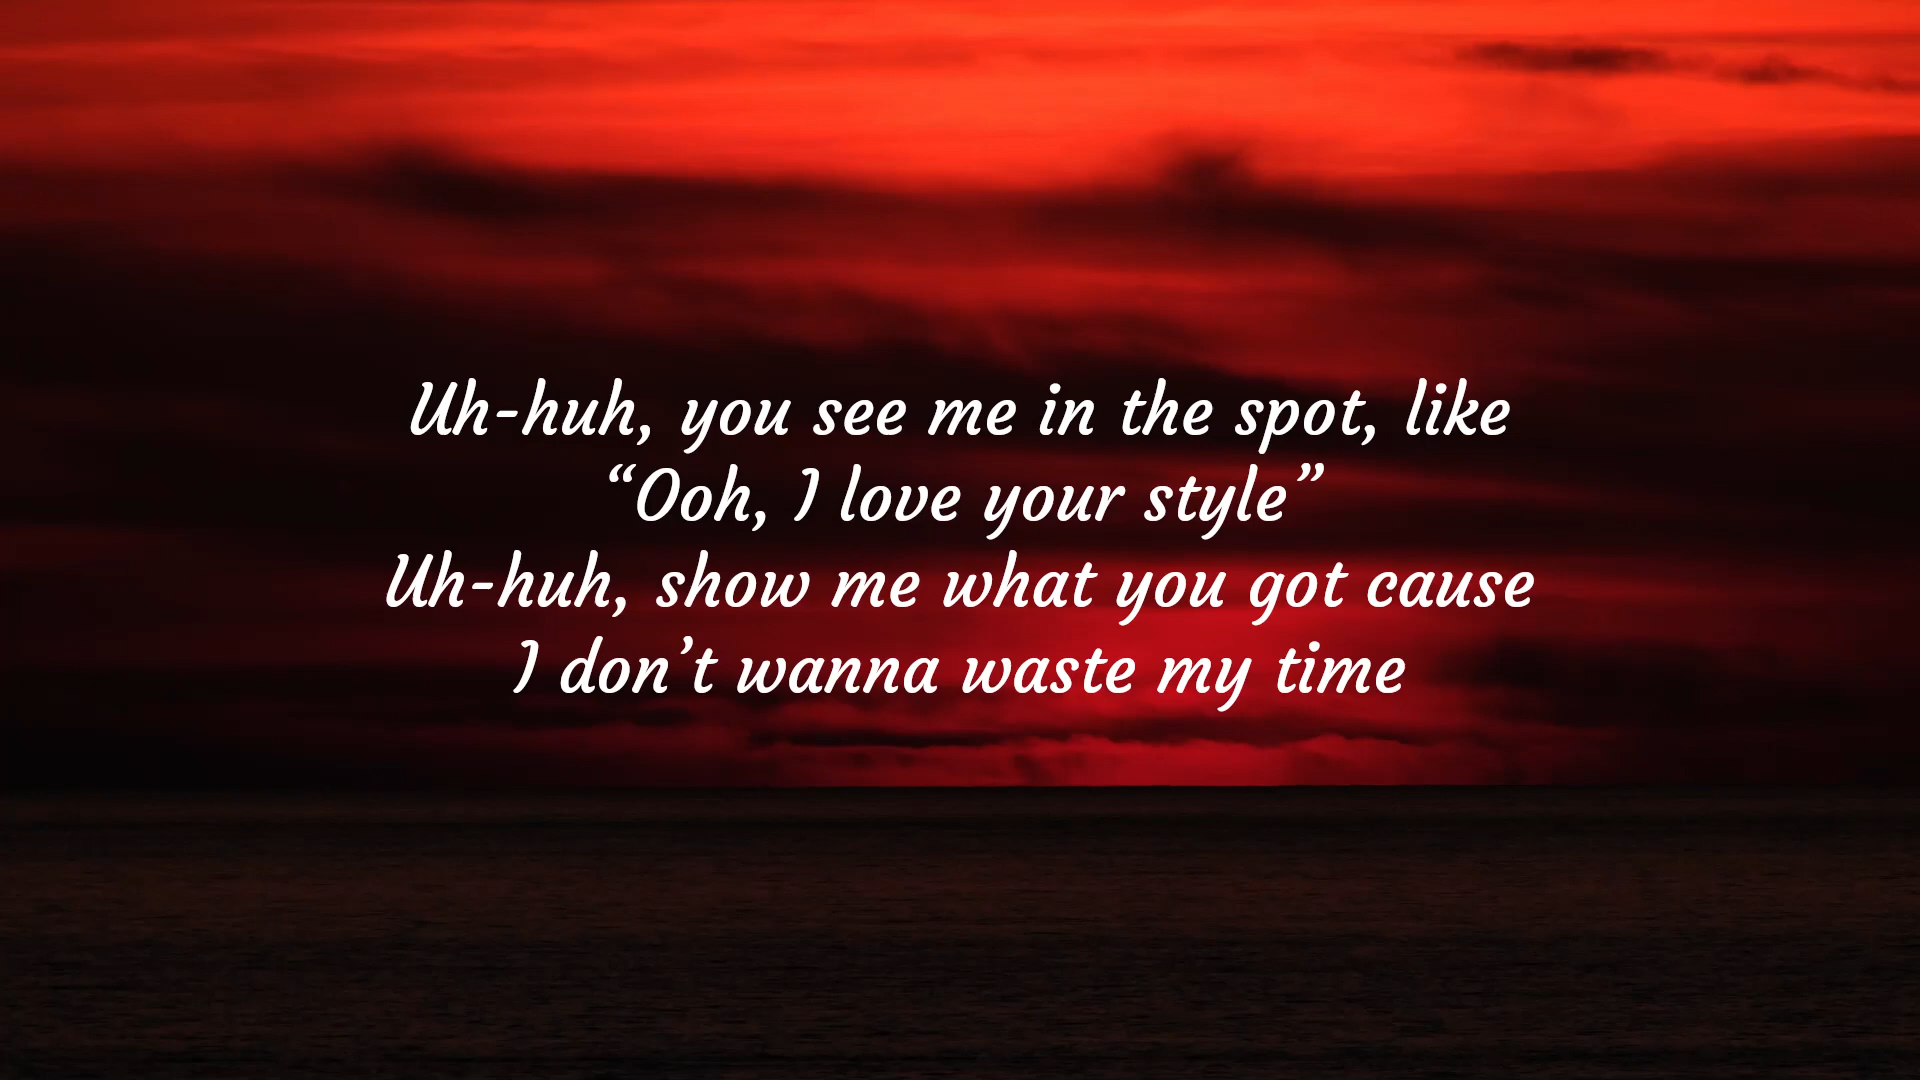 Uh-huh, you see me in the spot, like
“Ooh, I love your style”
Uh-huh, show me what you got cause
I don’t wanna waste my time